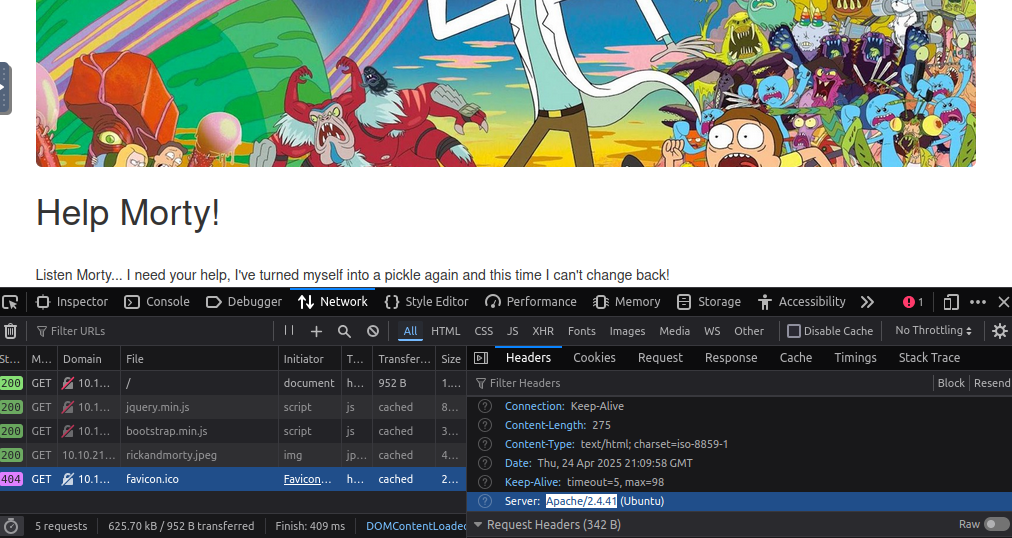 Help Morty!
Listen Morty... I need your help, I've turned myself into a pickle again and this time I can't change back!
Inspector Console Debugger Network Style Editor Performance Memory Storage Accessibility 1
Filter URLs All HTML CSS JS XHR Fonts Images Media WS Other Disable Cache No Throttling
St... M... Domain File Initiator T... Transfer... Size
Headers Cookies Request Response Cache Timings Stack Trace
200 GET 10.1... / document h... 952 B 1....
Filter Headers Block Resend
200 GET 10.1... jquery.min.js script js cached 8...
Connection: Keep-Alive
Content-Length: 275
200 GET 10.1... bootstrap.min.js script js cached 3...
Content-Type: text/html; charset=iso-8859-1
200 GET 10.10.21... rickandmorty.jpeg img jp... cached 4...
Date: Thu, 24 Apr 2025 21:09:58 GMT
404 GET 10.1... favicon.ico Favicon... h... cached 2...
Keep-Alive: timeout=5, max=98
Server: Apache/2.4.41 (Ubuntu)
5 requests 625.70 kB / 952 B transferred Finish: 409 ms DOMContentLoaded
Request Headers (342 B) Raw